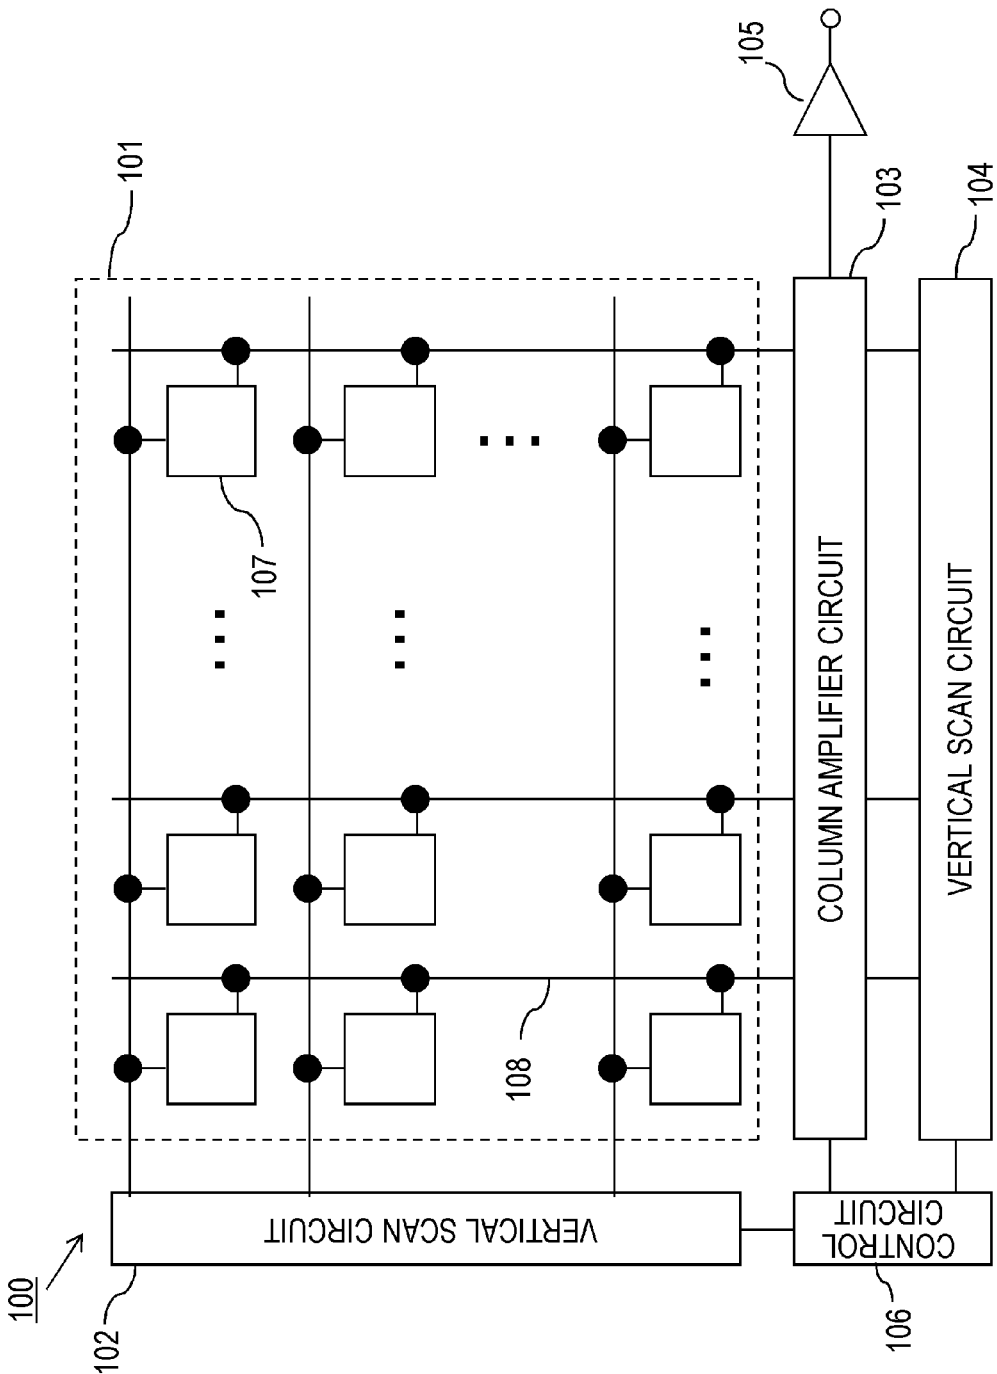 100
101
102
VERTICAL SCAN CIRCUIT
107
108
103
COLUMN AMPLIFIER CIRCUIT
104
VERTICAL SCAN CIRCUIT
105
106
CONTROL
CIRCUIT